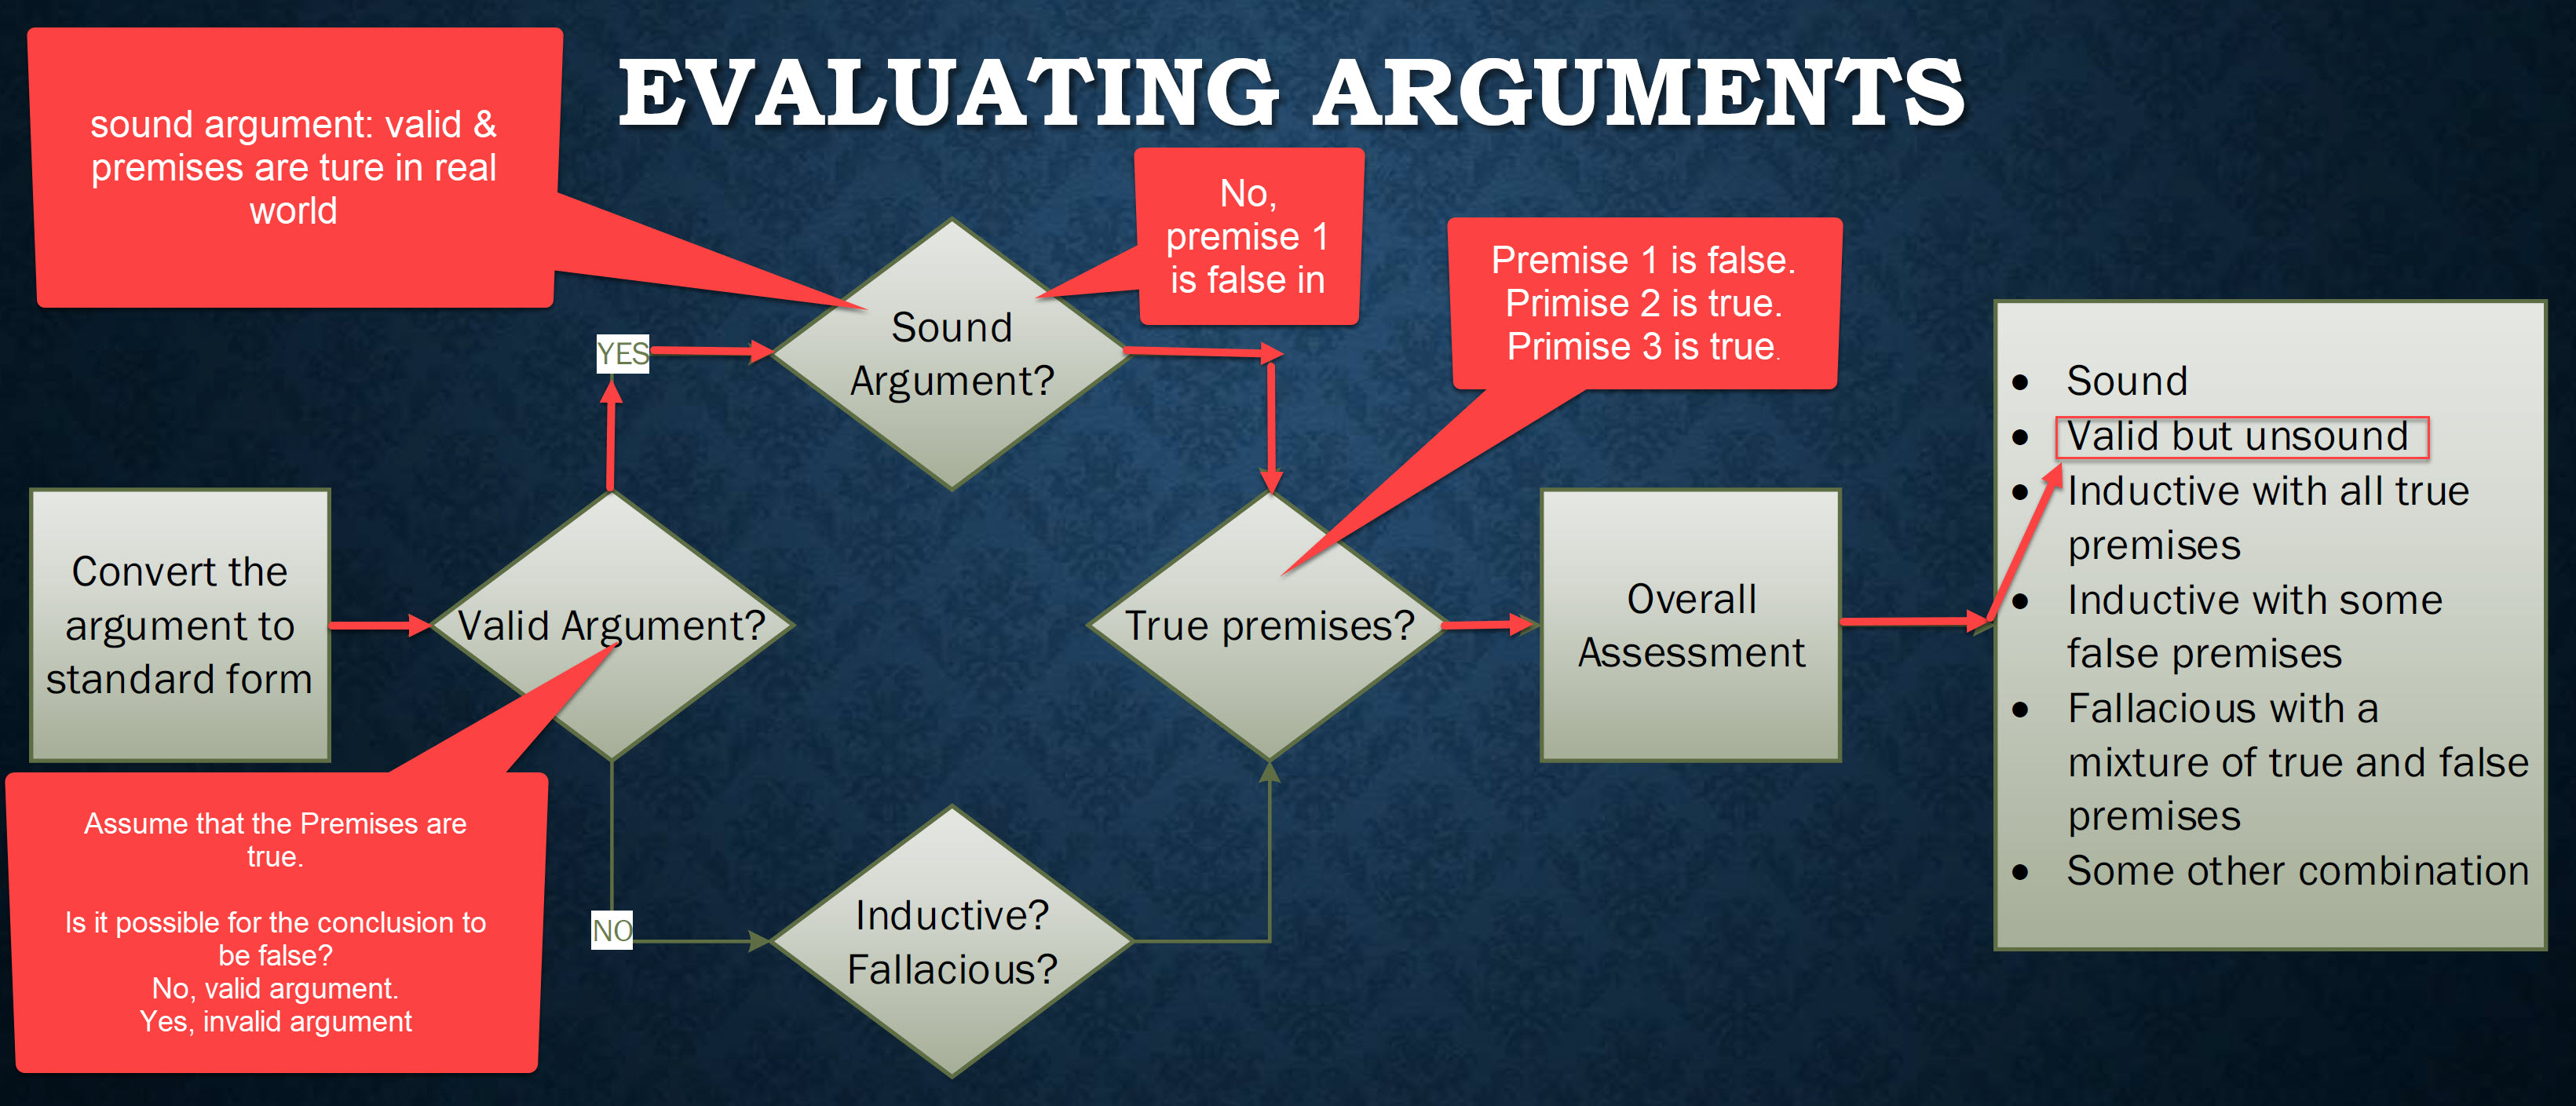 EVALUATING ARGUMENTS
sound argument: valid &
premises are ture in real
world
No,
premise 1
is false in
Premise 1 is false.
Primise 2 is true.
Primise 3 is true.
Sound
Argument?
YES
Convert the
argument to
standard form
Valid Argument?
True premises?
Overall
Assessment
Assume that the Premises are
true.
Is it possible for the conclusion to
be false?
No, valid argument.
Yes, invalid argument
NO
Inductive?
Fallacious?
• Sound
• Valid but unsound
• Inductive with all true
premises
• Inductive with some
false premises
• Fallacious with a
mixture of true and false
premises
• Some other combination